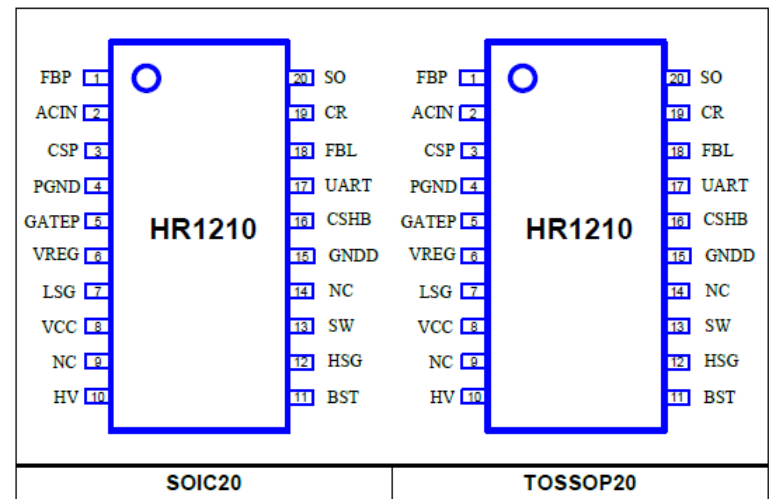 FBP 1 20 SO FBP 1 20 SO
ACIN 2 19 CR ACIN 2 19 CR
CSP 3 18 FBL CSP 3 18 FBL
PGND 4 17 UART PGND 4 17 UART
GATEP 5 HR1210 16 CSHB GATEP 5 HR1210 16 CSHB
VREG 6 15 GNDD VREG 6 15 GNDD
LSG 7 14 NC LSG 7 14 NC
VCC 8 13 SW VCC 8 13 SW
NC 9 12 HSG NC 9 12 HSG
HV 10 11 BST HV 10 11 BST
SOIC20 TOSSOP20